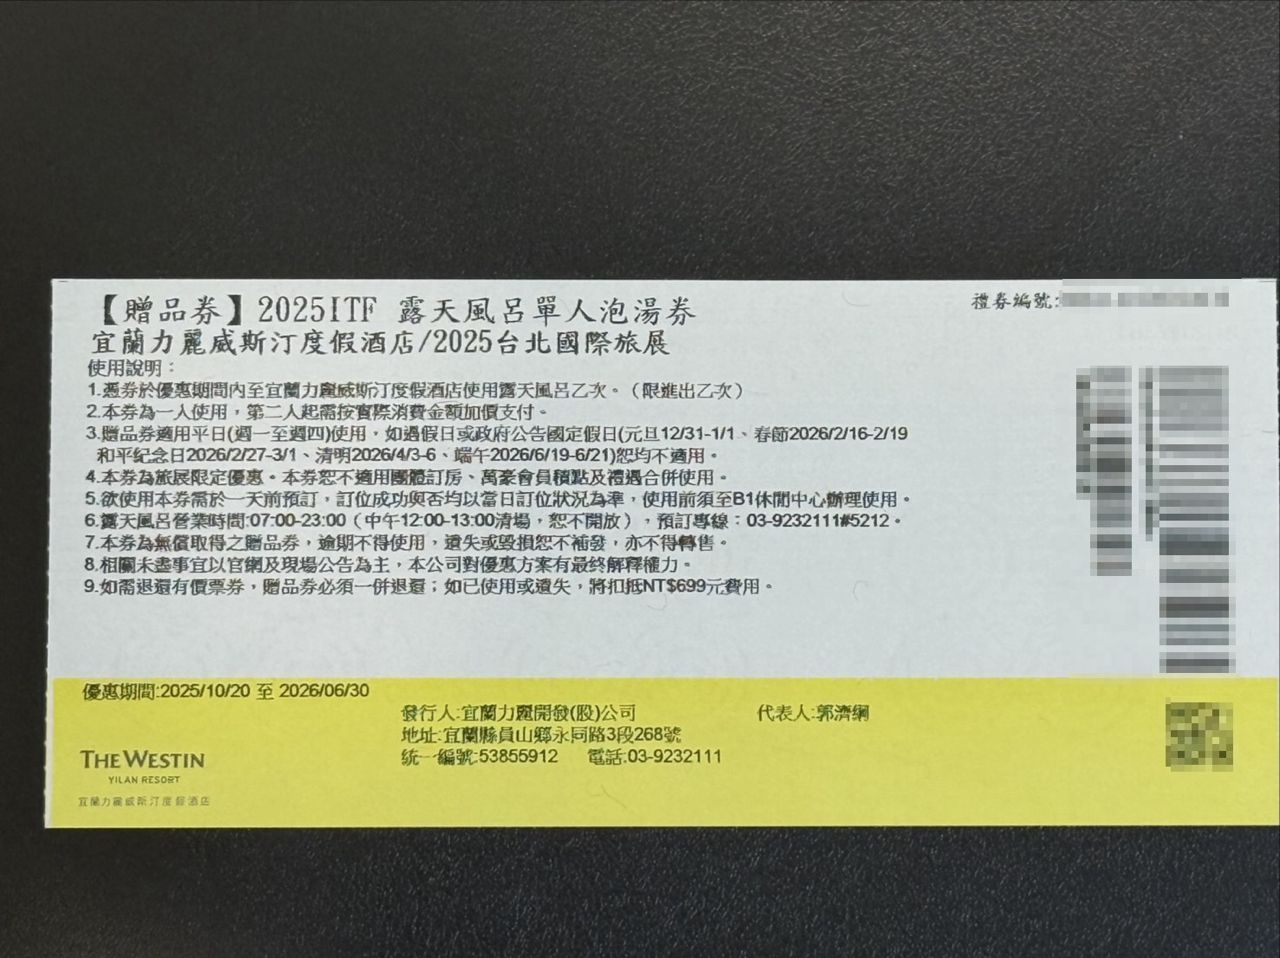 【贈品券】2025ITF 露天風呂單人泡湯券
禮券編號:
宜蘭力麗威斯汀度假酒店/2025台北國際旅展
使用說明：
1.憑券於優惠期間內至宜蘭力麗威斯汀度假酒店使用露天風呂乙次。（限進出乙次）
2.本券為一人使用，第二人起需按實際消費金額加價支付。
3.贈品券適用平日(週一至週四)使用，如遇假日或政府公告國定假日(元旦12/31-1/1、春節2026/2/16-2/19
和平紀念日2026/2/27-3/1、清明2026/4/3-6、端午2026/6/19-6/21)恕均不適用。
4.本券為旅展限定優惠。本券恕不適用團體訂房、萬豪會員積點及禮遇合併使用。
5.欲使用本券需於一天前預訂，訂位成功與否均以當日訂位狀況為準，使用前須至B1休閒中心辦理使用。
6.露天風呂營業時間:07:00-23:00（中午12:00-13:00清場，恕不開放），預訂專線：03-9232111#5212。
7.本券為無償取得之贈品券，逾期不得使用，遺失或毀損恕不補發，亦不得轉售。
8.相關未盡事宜以官網及現場公告為主，本公司對優惠方案有最終解釋權力。
9.如需退還有價票券，贈品券必須一併退還；如已使用或遺失，將扣抵NT$699元費用。
優惠期間:2025/10/20 至 2026/06/30
發行人:宜蘭力麗開發(股)公司
代表人:郭濟綱
地址:宜蘭縣員山鄉永同路3段268號
統一編號:53855912 電話:03-9232111
THE WESTIN
YILAN RESORT
宜蘭力麗威斯汀度假酒店